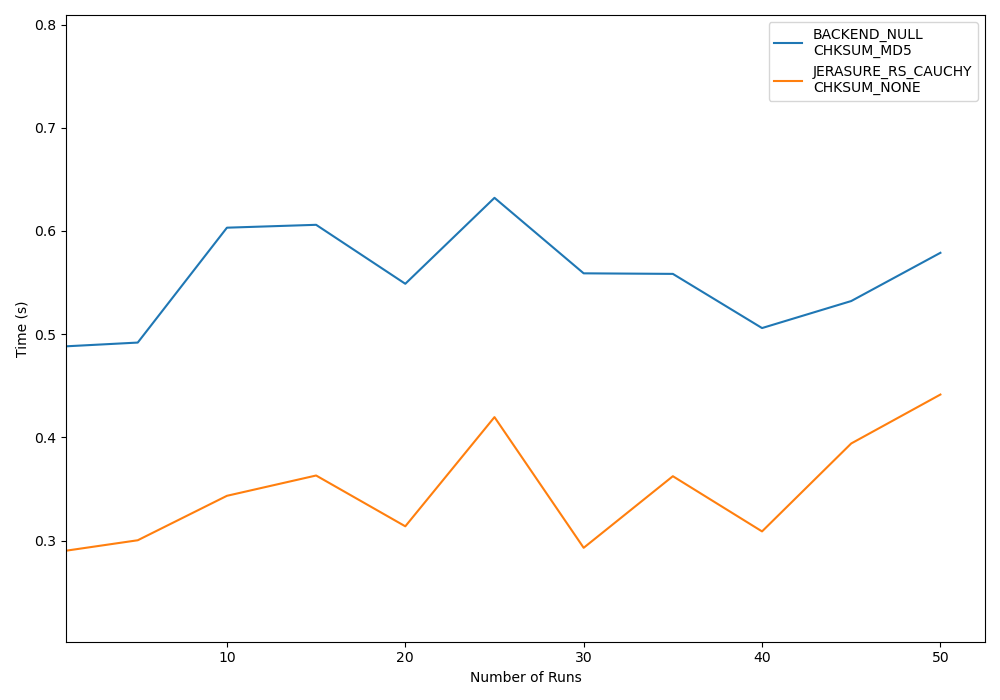 0.8
0.7
0.6
0.5
0.4
0.3
Time (s)
10 20 30 40 50
Number of Runs
BACKEND_NULL
CHKSUM_MD5
JERASURE_RS_CAUCHY
CHKSUM_NONE